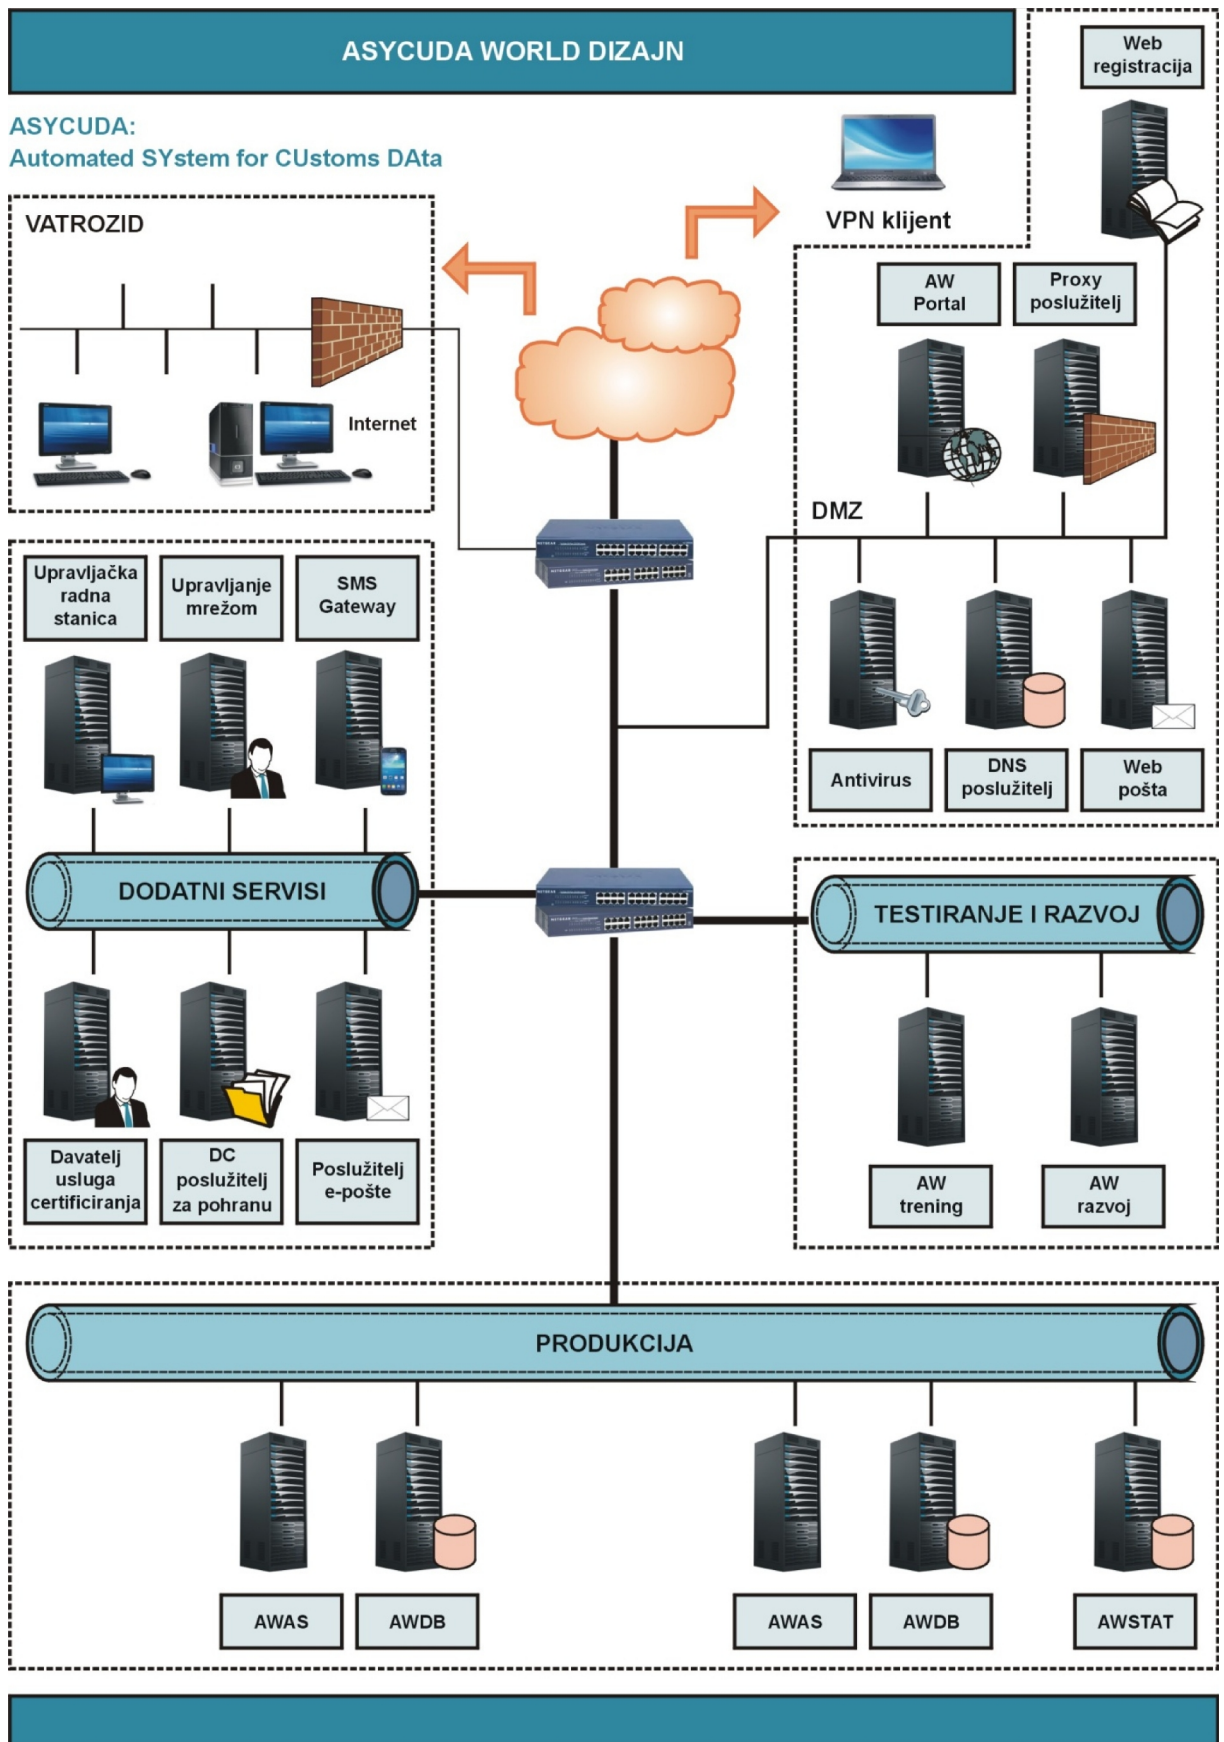 ASYCUDA WORLD DIZAJN
Web
registracija
ASYCUDA:
Automated SYstem for CUstoms DAta
VPN klijent
VATROZID
Internet
AW
Portal
Proxy
poslužitelj
DMZ
Antivirus
DNS
poslužitelj
Web
pošta
Upravljačka
radna
stanica
Upravljanje
mrežom
SMS
Gateway
DODATNI SERVISI
Davatelj
usluga
certificiranja
DC
poslužitelj
za pohranu
Poslužitelj
e-pošte
TESTIRANJE I RAZVOJ
AW
trening
AW
razvoj
PRODUKCIJA
AWAS
AWDB
AWAS
AWDB
AWSTAT